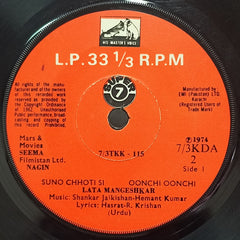 HIS MASTER'S VOICE
L.P. 33 1/3 R.P.M
All rights of the manufacturer and of the owner of the recorded work reserved as provided by the Copyright Ordinance of 1962. Unauthorised Public performance, broadcasting and copying of this record prohibited.
SUPER
7
EMI (Pakistan) Ltd.
Karachi
(Registered Users of Trade Mark)
7/3TKK - 115
Mars &
Moviea
SEEMA
Filmistan Ltd.
NAGIN
℗1974
7/3KDA
2
Side 1
SUNO CHHOTI SI OONCHI OONCHI
LATA MANGESHKAR
Music: Shankar Jaikishan-Hemant Kumar
Lyrics: Hasrat-R. Krishan
(Urdu)